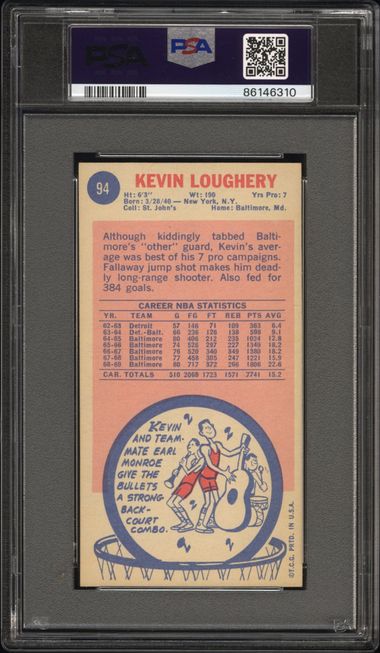 PSA
PSA
86146310
94
KEVIN LOUGHERY
Ht: 6'3" Wt: 190 Yrs Pro: 7
Born: 3/28/40 — New York, N.Y.
Coll: St. John's Home: Baltimore, Md.
Although kiddingly tabbed Balti-
more's "other" guard, Kevin's aver-
age was best of his 7 pro campaigns.
Fallaway jump shot makes him dead-
ly long-range shooter. Also fed for
384 goals.
CAREER NBA STATISTICS
YR. TEAM G FG FT REB PTS AVG
62-63 Detroit 57 146 71 109 363 6.4
63-64 Det.-Balt. 66 236 126 138 598 9.1
64-65 Baltimore 80 406 212 235 1024 12.8
65-66 Baltimore 74 526 297 227 1349 18.2
66-67 Baltimore 76 520 340 349 1380 18.2
67-68 Baltimore 77 458 305 247 1221 15.9
68-69 Baltimore 80 717 372 266 1806 22.6
CAR. TOTALS 510 2068 1723 1571 7741 15.2
KEVIN
AND TEAM-
MATE EARL
MONROE
GIVE THE
BULLETS
A STRONG
BACK-
COURT
COMBO.
©T.C.G. PRTD. IN U.S.A.